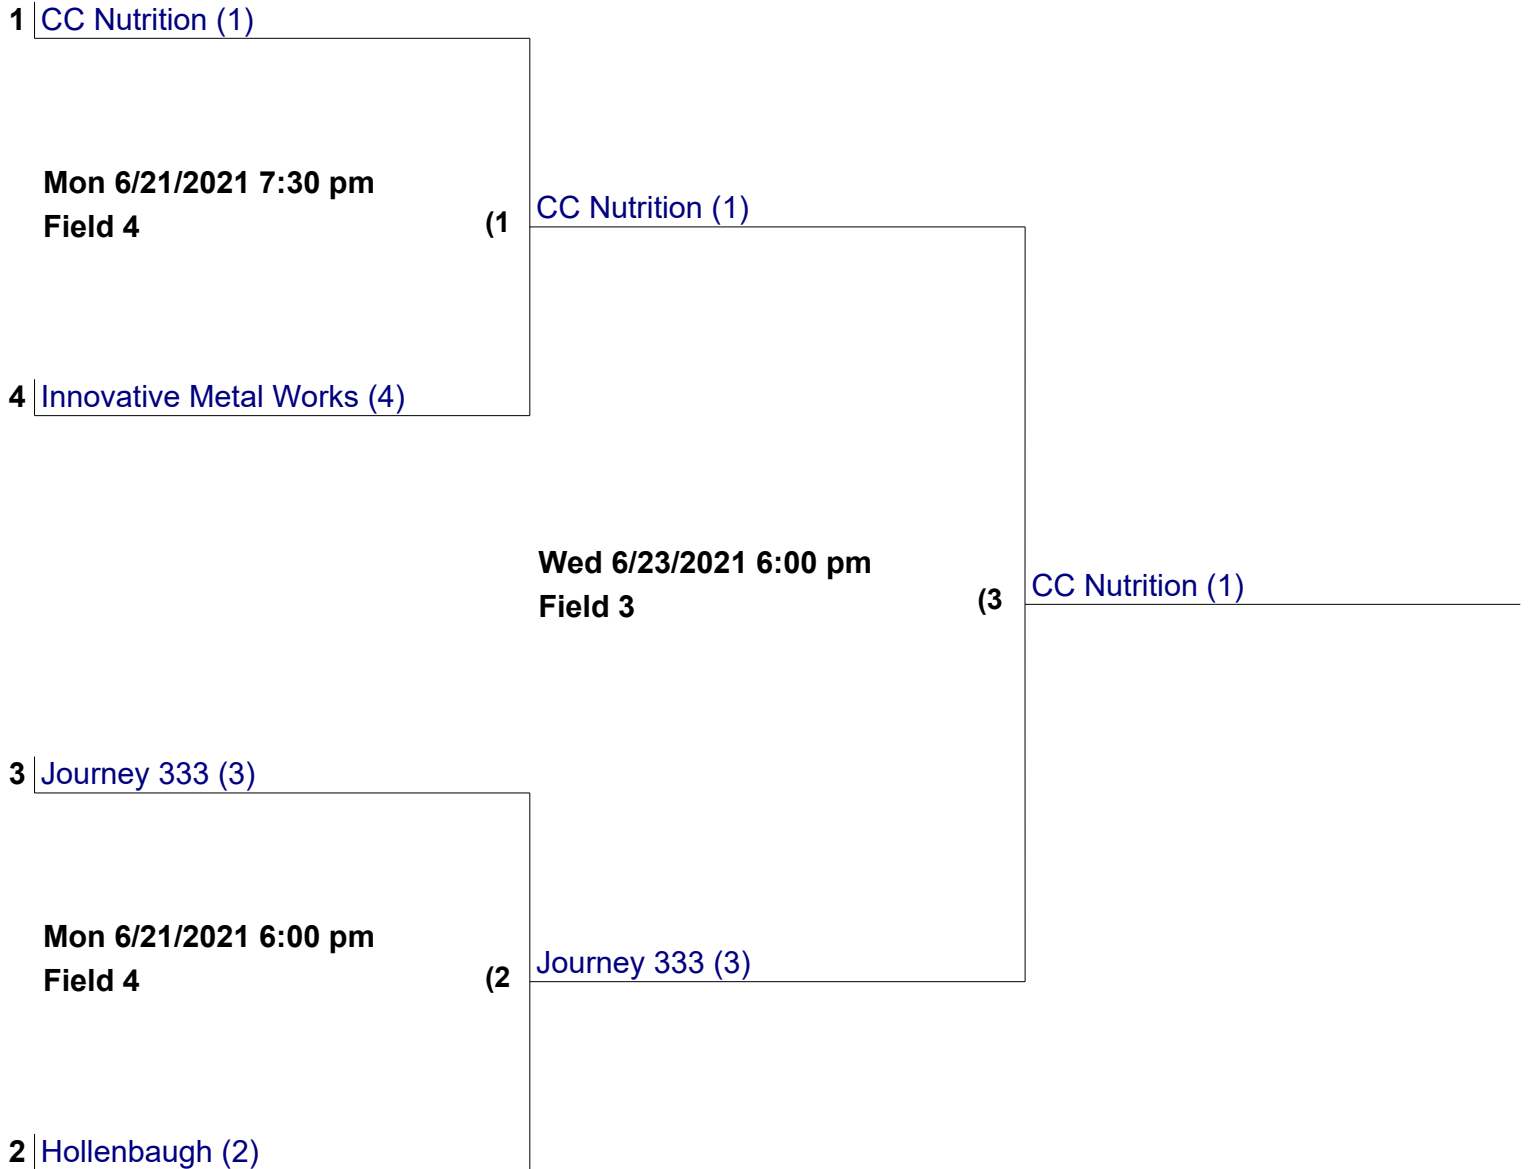 1 CC Nutrition (1)
Mon 6/21/2021 7:30 pm
Field 4 (1
CC Nutrition (1)
4 Innovative Metal Works (4)
Wed 6/23/2021 6:00 pm
Field 3 (3
CC Nutrition (1)
3 Journey 333 (3)
Mon 6/21/2021 6:00 pm
Field 4 (2
Journey 333 (3)
2 Hollenbaugh (2)